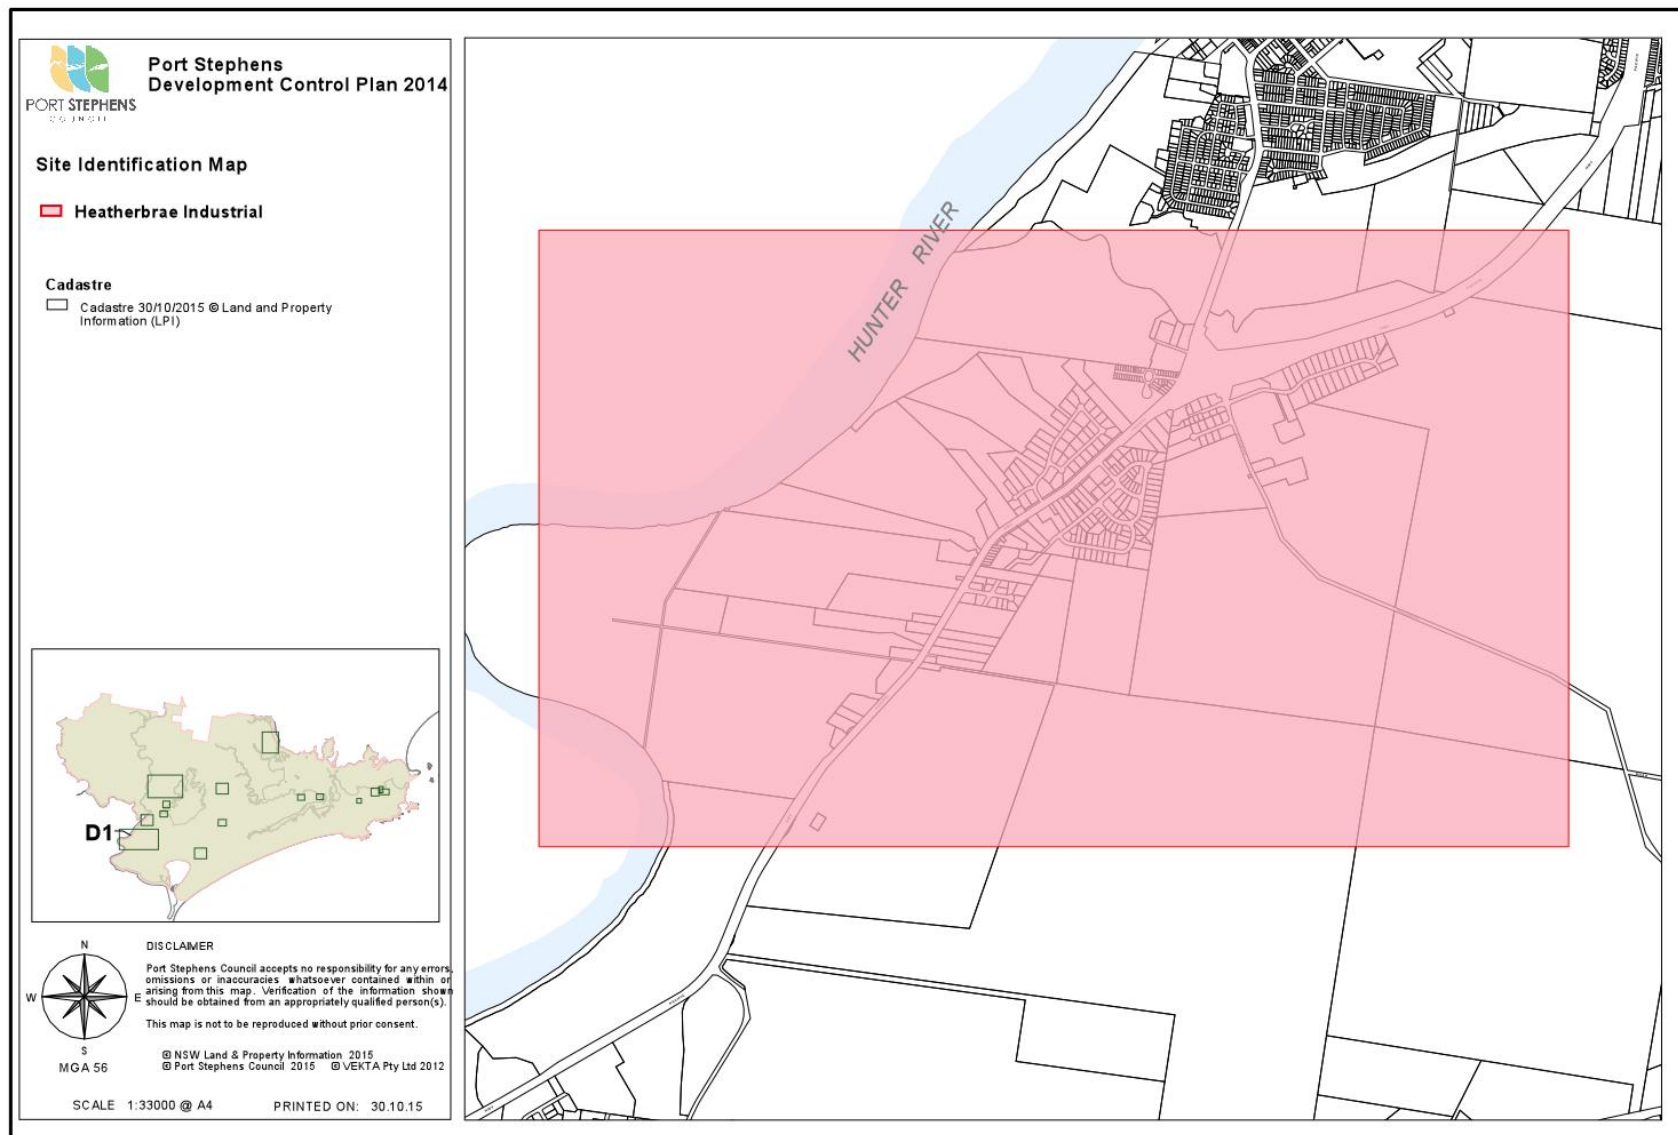 Port Stephens
Development Control Plan 2014
PORT STEPHENS
COUNCIL
Site Identification Map
Heatherbrae Industrial
Cadastre
Cadastre 30/10/2015 © Land and Property
Information (LPI)
D1
N
W
E
S
MGA 56
DISCLAIMER
Port Stephens Council accepts no responsibility for any errors,
omissions or inaccuracies whatsoever contained within or
arising from this map. Verification of the information shown
should be obtained from an appropriately qualified person(s).
This map is not to be reproduced without prior consent.
© NSW Land & Property Information 2015
© Port Stephens Council 2015 © VEKTA Pty Ltd 2012
SCALE 1:33000 @ A4
PRINTED ON: 30.10.15
HUNTER RIVER